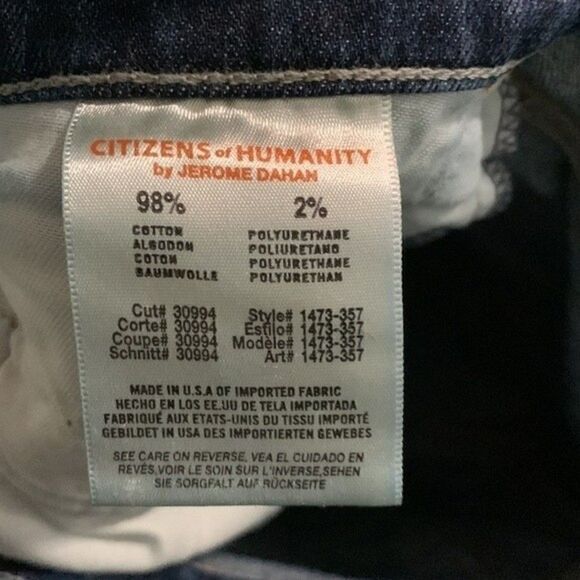 CITIZENS of HUMANITY
by JEROME DAHAN
98% 2%
COTTON POLYURETHANE
ALGODON POLIURETANO
COTON POLYURETHANE
BAUMWOLLE POLYURETHAN
Cut# 30994 Style# 1473-357
Corte# 30994 Estilo# 1473-357
Coupe# 30994 Modèle# 1473-357
Schnitt# 30994 Art# 1473-357
MADE IN U.S.A OF IMPORTED FABRIC
HECHO EN LOS EE.UU DE TELA IMPORTADA
FABRIQUÉ AUX ETATS-UNIS DU TISSU IMPORTÉ
GEBILDET IN USA DES IMPORTIERTEN GEWEBES
SEE CARE ON REVERSE, VEA EL CUIDADO EN
REVÉS,VOIR LE SOIN SUR L'INVERSE,SEHEN
SIE SORGFALT AUF RÜCKSEITE